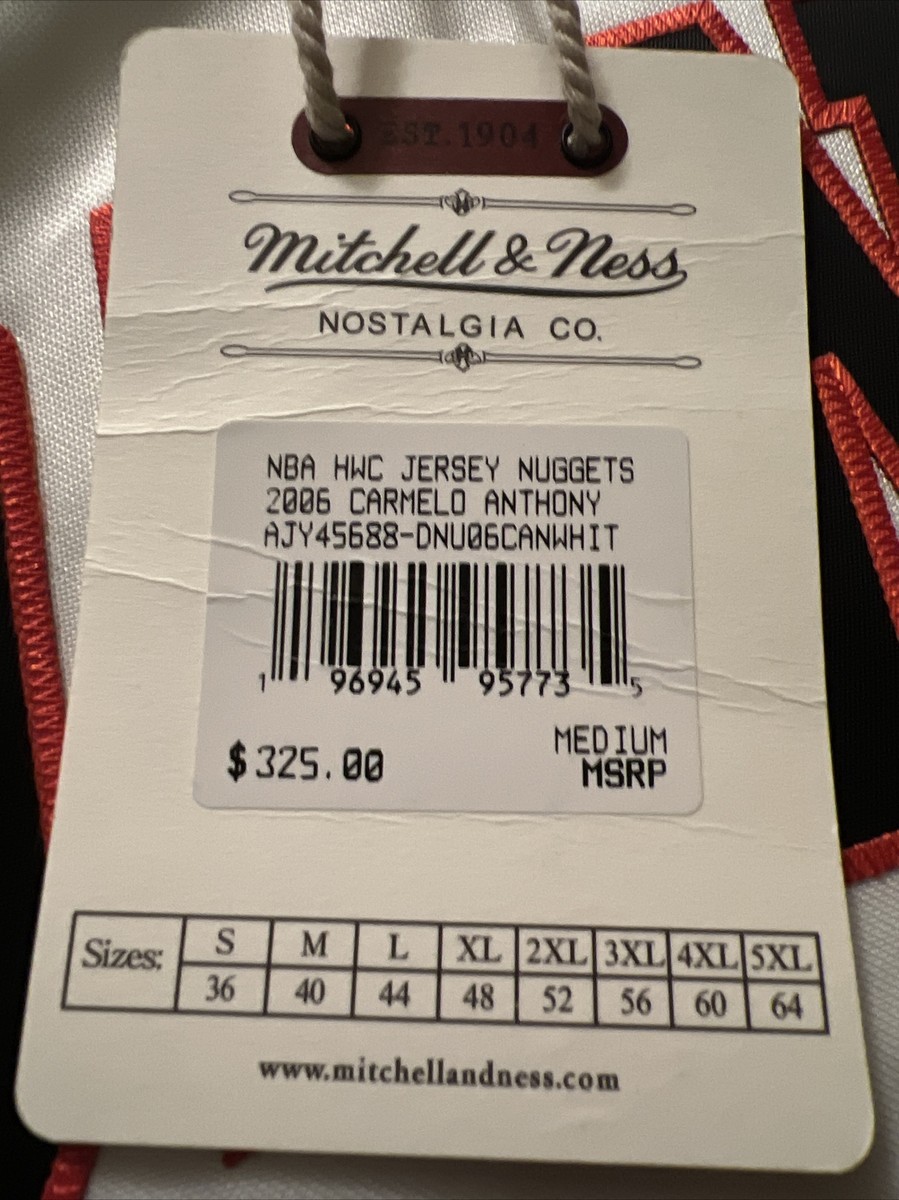 EST. 1904
Mitchell & Ness
NOSTALGIA CO.
NBA HWC JERSEY NUGGETS
2006 CARMELO ANTHONY
AJY45688-DNU06CANWHIT
1 96945 95773 5
$325.00
MEDIUM
MSRP
Sizes: S M L XL 2XL 3XL 4XL 5XL
36 40 44 48 52 56 60 64
www.mitchellandness.com